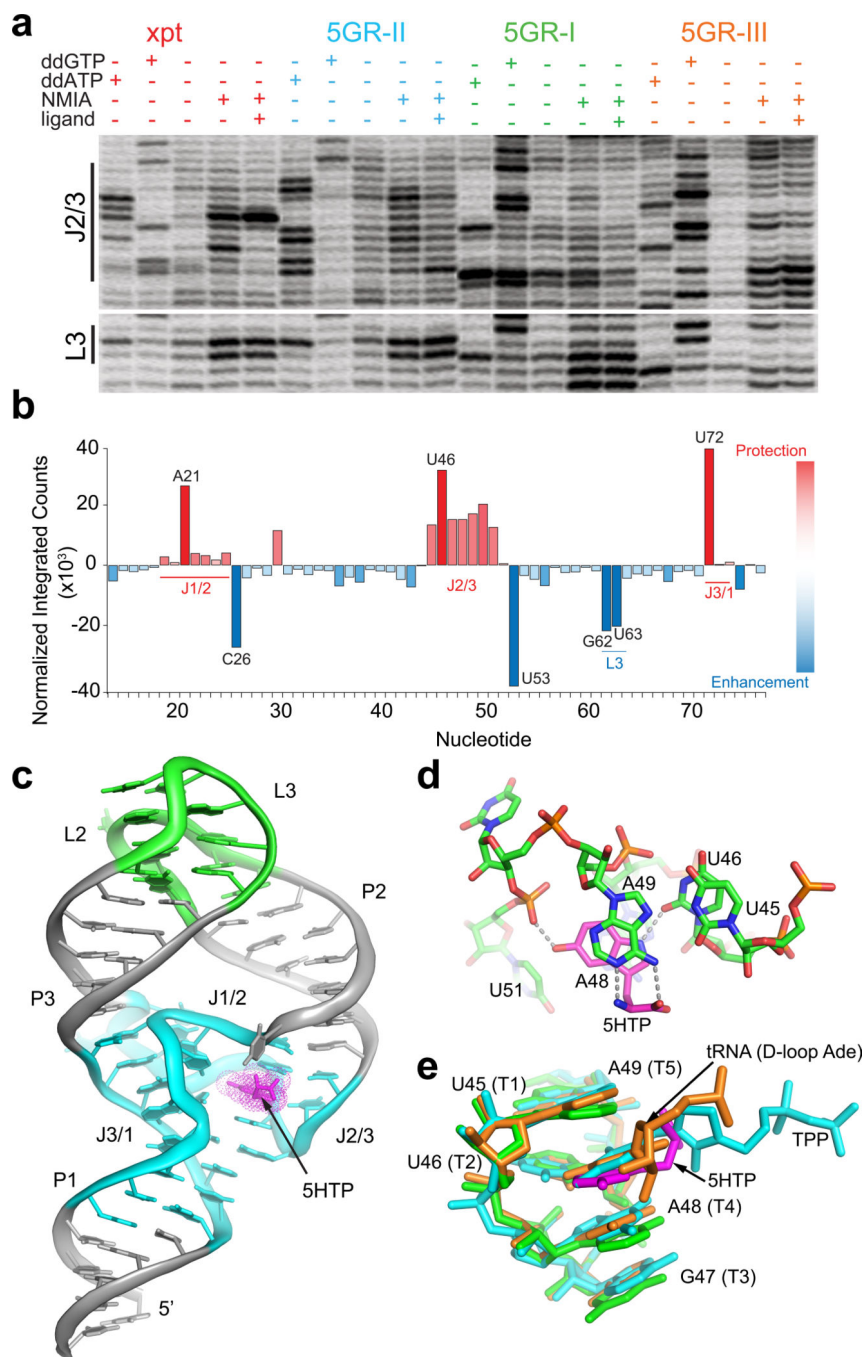 a
xpt 5GR-II 5GR-I 5GR-III
ddGTP - + - - - - + - - - - + - - - - + - - -
ddATP + - - - - + - - - - + - - - - + - - - -
NMIA - - - + + - - - + + - - - + + - - - + +
ligand - - - - + - - - - + - - - - + - - - - +
J2/3
L3
b
Normalized Integrated Counts
(x10³)
40
20
0
-20
-40
A21
U46
U72
Protection
J1/2
J2/3
J3/1
C26
G62
U63
L3
U53
Enhancement
20 30 40 50 60 70
Nucleotide
c
L3
L2
P2
P3
J1/2
J3/1
J2/3
5HTP
P1
5'
d
U46
A49
U45
A48
U51
5HTP
e
tRNA (D-loop Ade)
A49 (T5)
U45 (T1)
TPP
U46 (T2)
5HTP
A48 (T4)
G47 (T3)